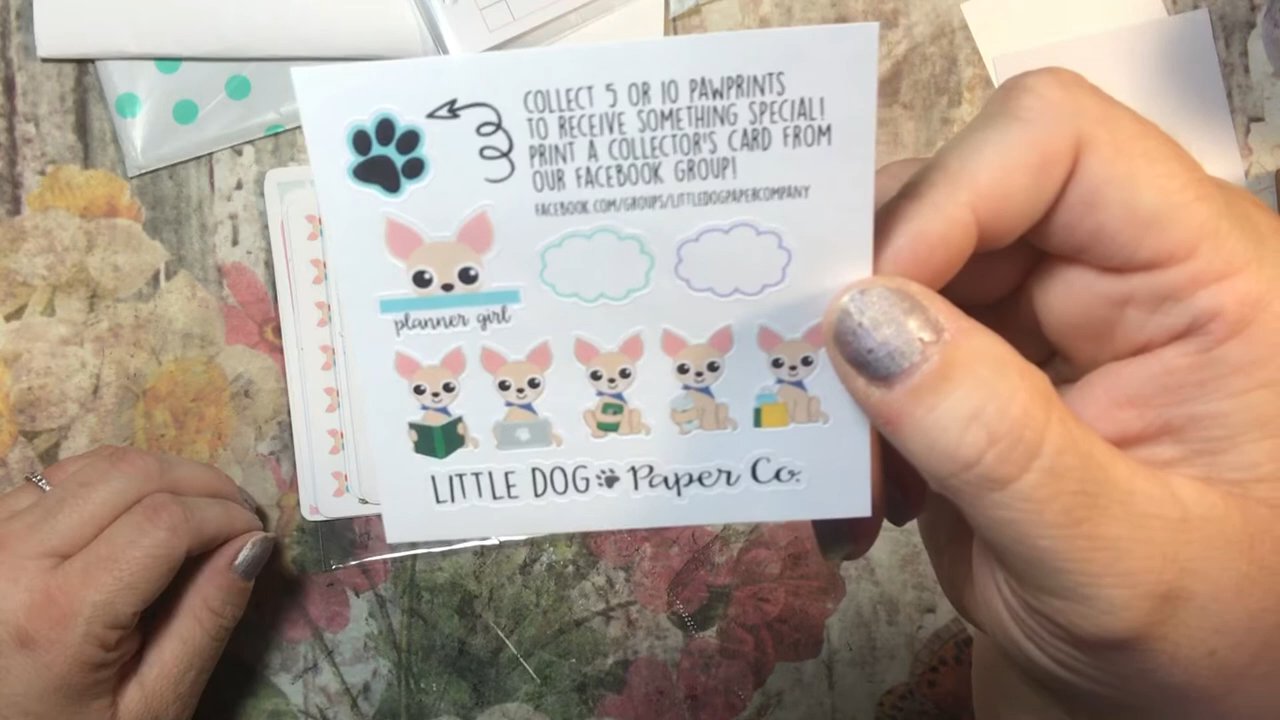 COLLECT 5 OR 10 PAWPRINTS
TO RECEIVE SOMETHING SPECIAL!
PRINT A COLLECTOR'S CARD FROM
OUR FACEBOOK GROUP!
FACEBOOK.COM/GROUPS/LITTLEDOGPAPERCOMPANY
planner girl
LITTLE DOG Paper Co.